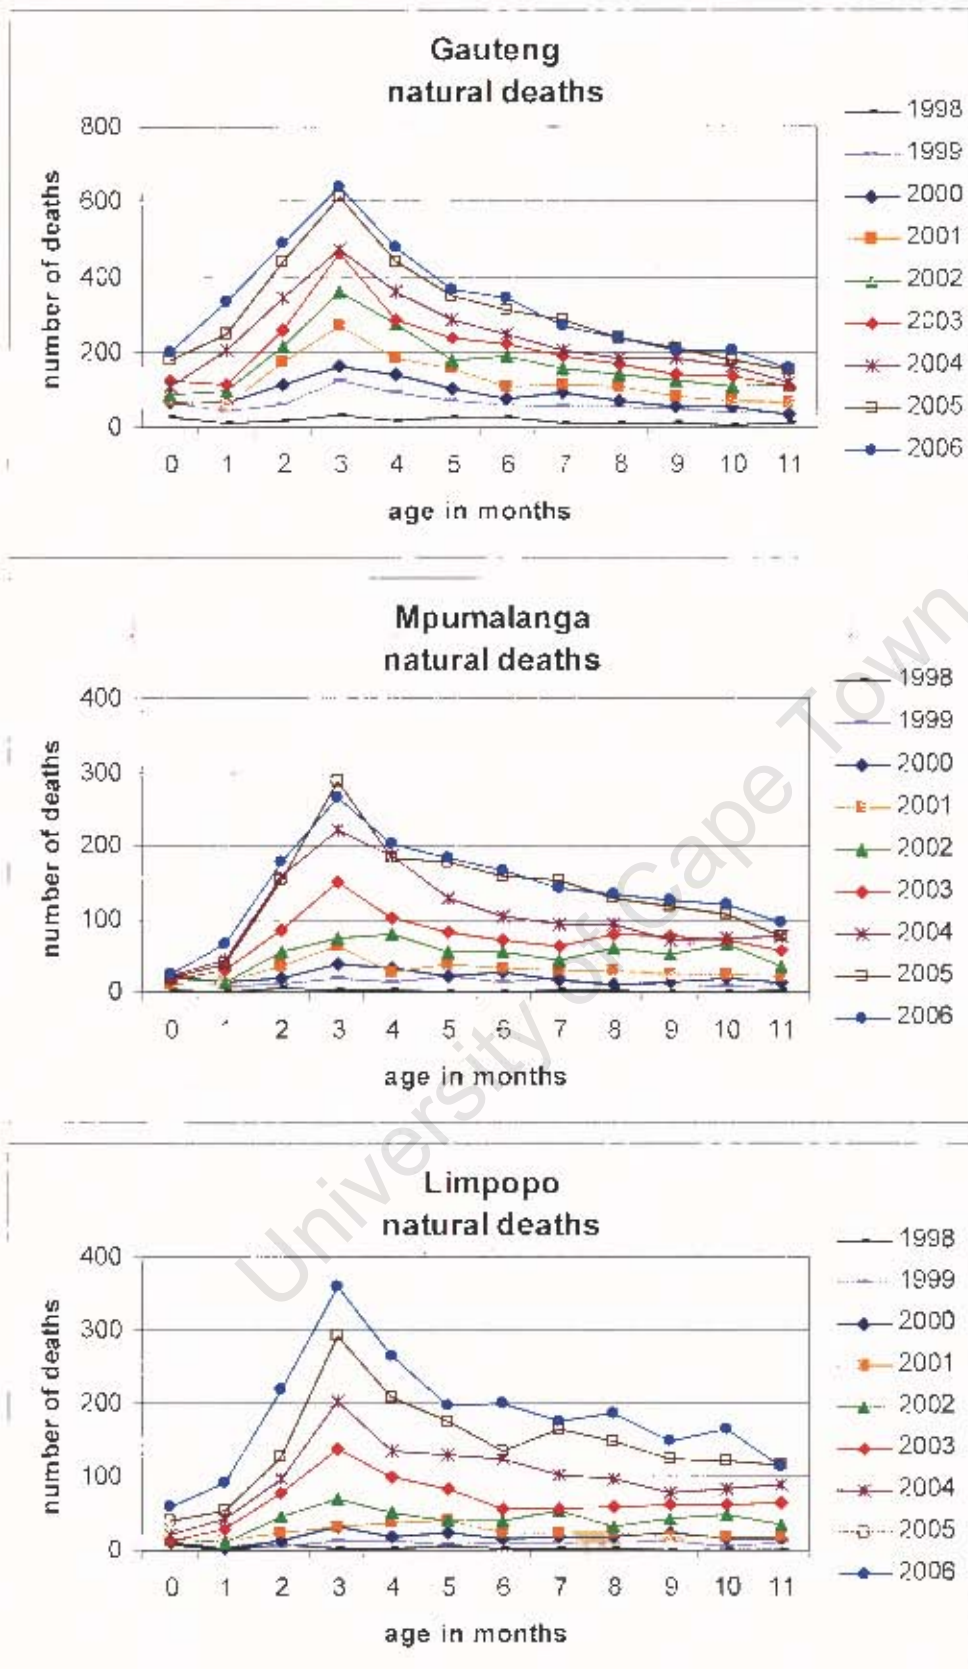 Gauteng
natural deaths
800
600
400
200
0
number of deaths
0 1 2 3 4 5 6 7 8 9 10 11
age in months
1998
1999
2000
2001
2002
2003
2004
2005
2006
Mpumalanga
natural deaths
400
300
200
100
0
number of deaths
0 1 2 3 4 5 6 7 8 9 10 11
age in months
1998
1999
2000
2001
2002
2003
2004
2005
2006
Limpopo
natural deaths
400
300
200
100
0
number of deaths
0 1 2 3 4 5 6 7 8 9 10 11
age in months
1998
1999
2000
2001
2002
2003
2004
2005
2006
University of Cape Town